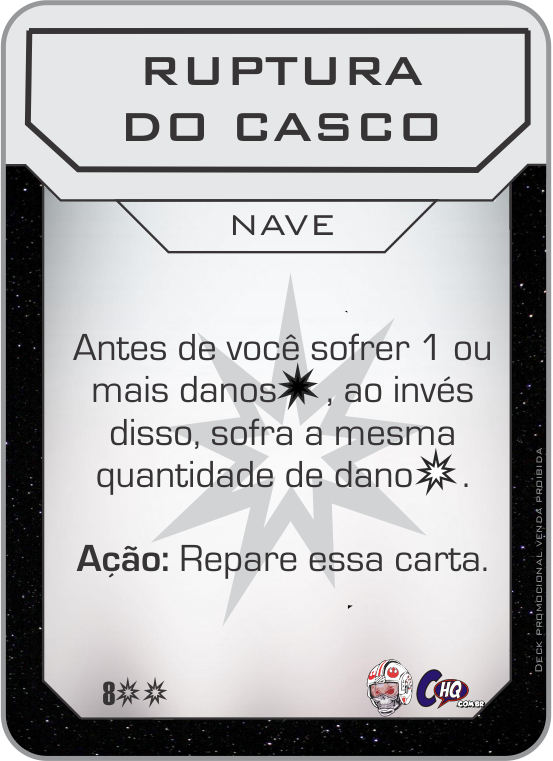 RUPTURA
DO CASCO
NAVE
Antes de você sofrer 1 ou
mais danos , ao invés
disso, sofra a mesma
quantidade de dano .
Ação: Repare essa carta.
8
CHQ
.COM.BR
DECK PROMOCIONAL VENDA PROIBIDA